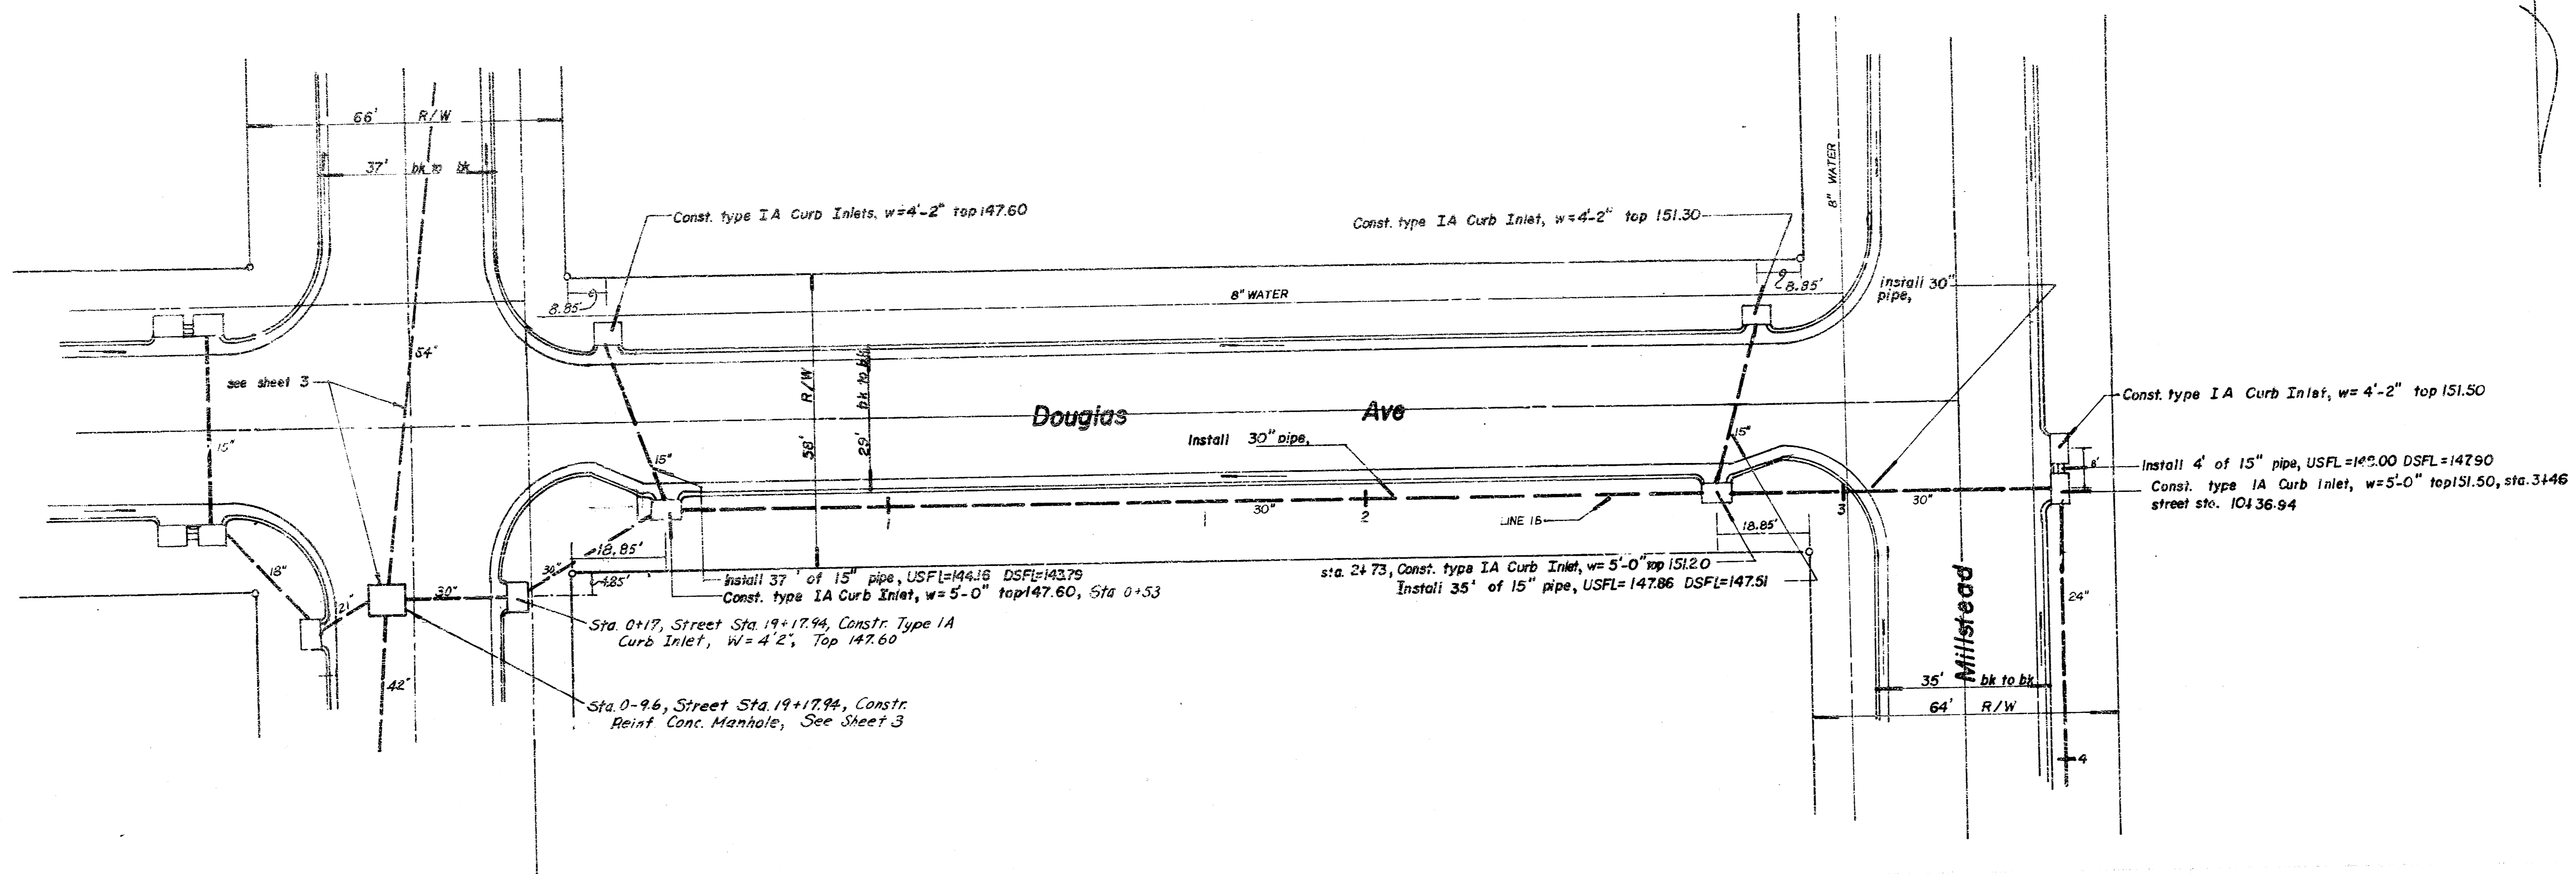 66' R/W
37' bk to bk
Const. type IA Curb Inlets, w=4'-2" top 147.60
Const. type IA Curb Inlet, w=4'-2" top 151.30
8" WATER
8.85'
8" WATER
8.85'
install 30"
pipe,
54"
see sheet 3
15"
R/W
58'
bk to bk
29'
Douglas Ave
Install 30" pipe,
15"
15"
Const. type IA Curb Inlet, w= 4'-2" top 151.50
8'
Install 4' of 15" pipe, USFL=148.00 DSFL=147.90
Const. type IA Curb Inlet, w=5'-0" top 151.50, sta. 3+46
street sta. 10+36.94
1
30"
2
LINE 16
3
30"
18.85'
18.85'
30"
4.85'
18"
21"
30"
Install 37' of 15" pipe, USFL=144.16 DSFL=143.79
Const. type IA Curb Inlet, w=5'-0" top 147.60, Sta 0+53
sta. 2+73, Const. type IA Curb Inlet, w= 5'-0" top 151.20
Install 35' of 15" pipe, USFL= 147.86 DSFL=147.51
Sta. 0+17, Street Sta. 19+17.94, Constr. Type IA
Curb Inlet, W= 4'2", Top 147.60
24"
Millstead
42"
35' bk to bk
64' R/W
Sta. 0-9.6, Street Sta. 19+17.94, Constr.
Reinf. Conc. Manhole, See Sheet 3
4